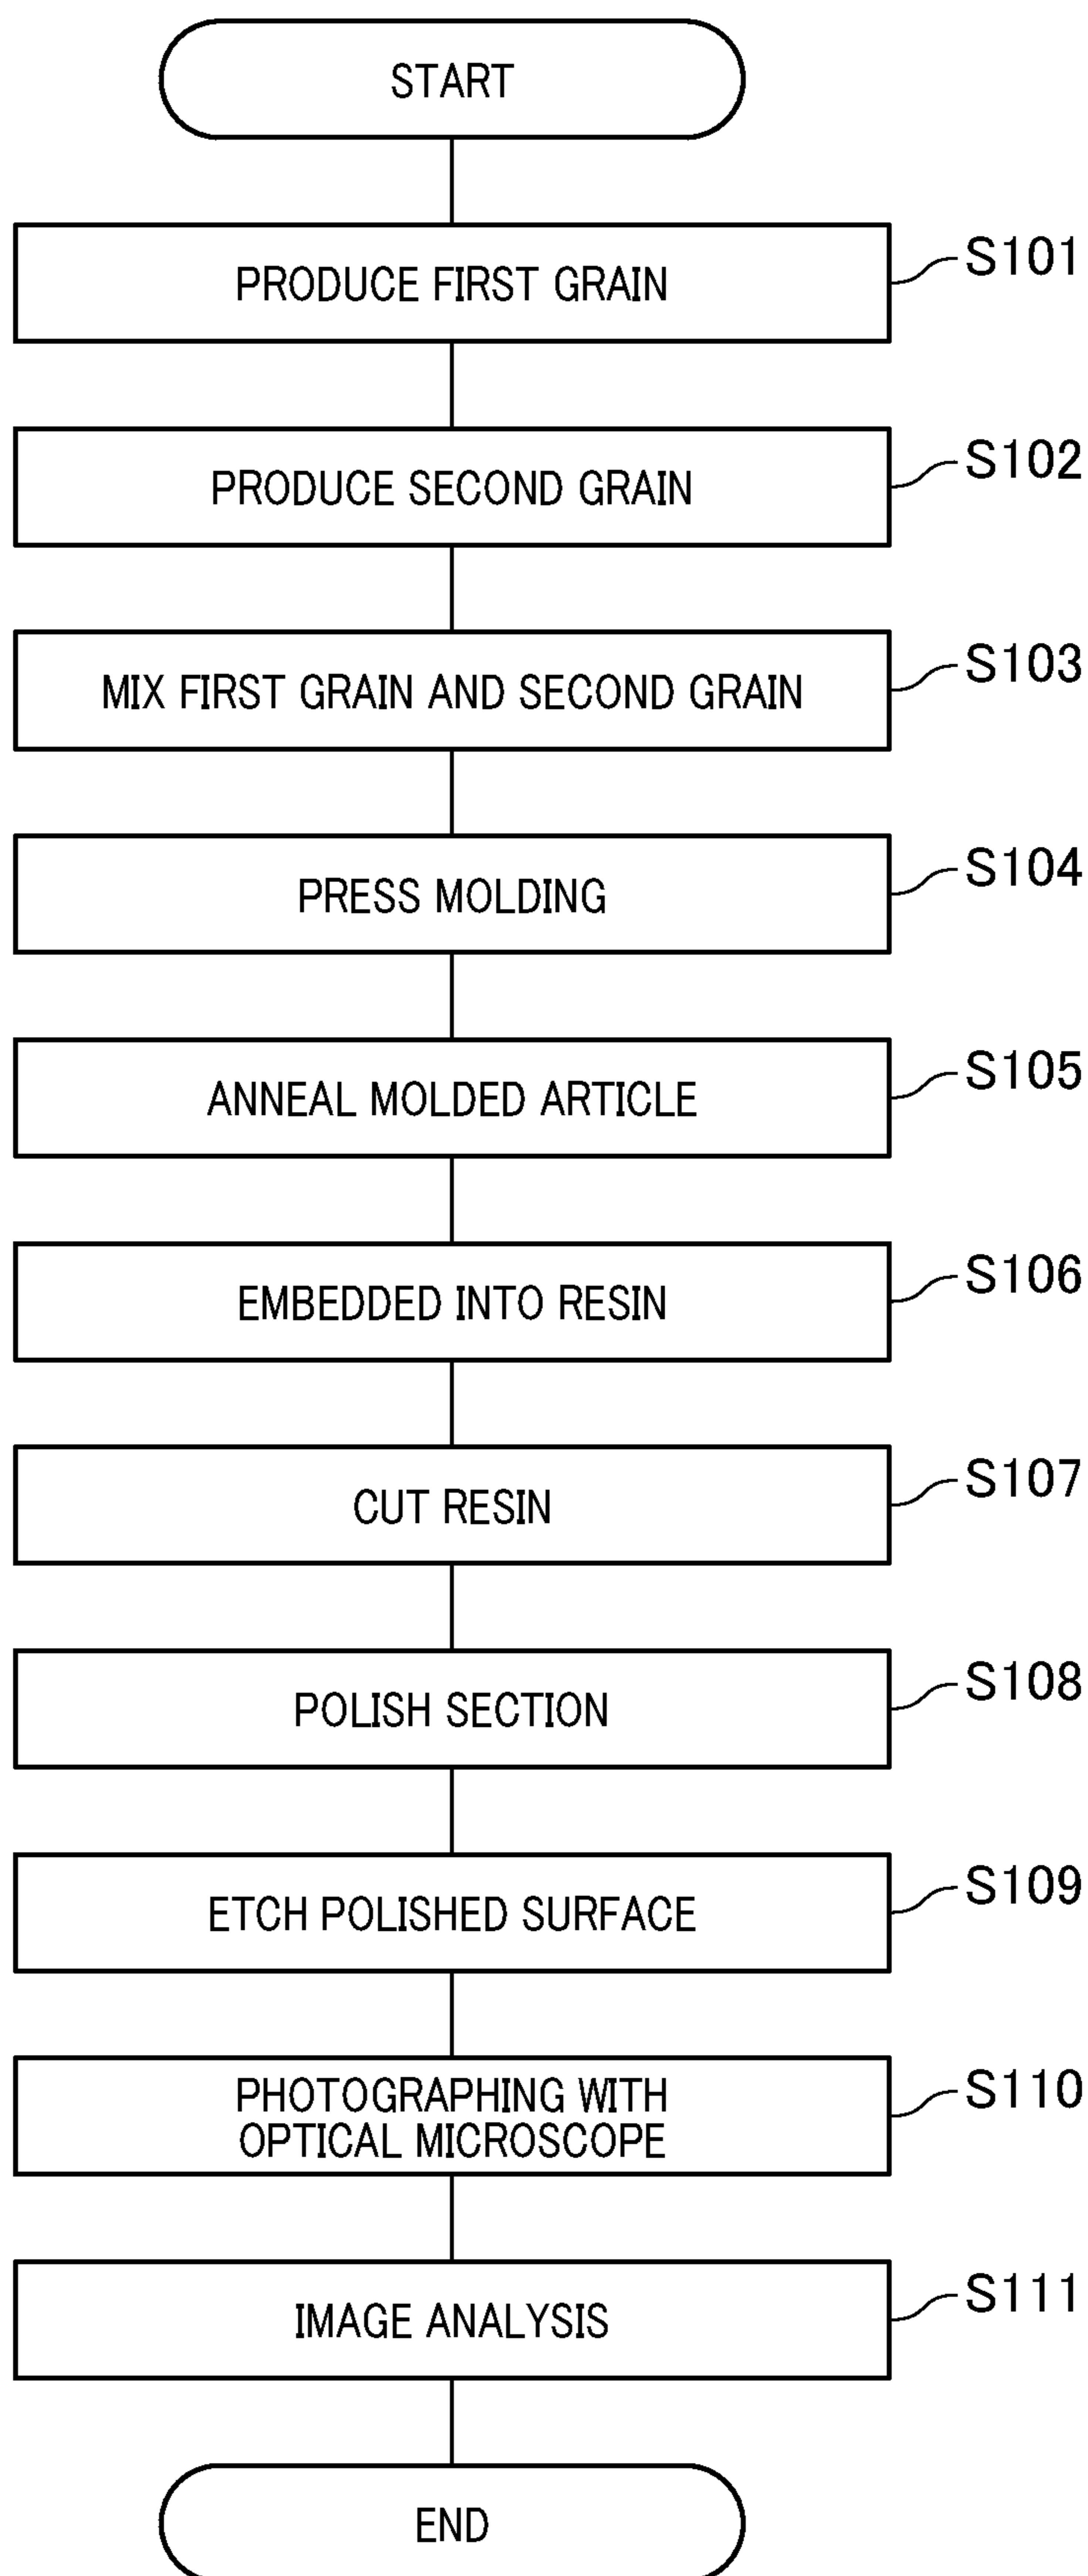 START
PRODUCE FIRST GRAIN
S101
PRODUCE SECOND GRAIN
S102
MIX FIRST GRAIN AND SECOND GRAIN
S103
PRESS MOLDING
S104
ANNEAL MOLDED ARTICLE
S105
EMBEDDED INTO RESIN
S106
CUT RESIN
S107
POLISH SECTION
S108
ETCH POLISHED SURFACE
S109
PHOTOGRAPHING WITH
OPTICAL MICROSCOPE
S110
IMAGE ANALYSIS
S111
END